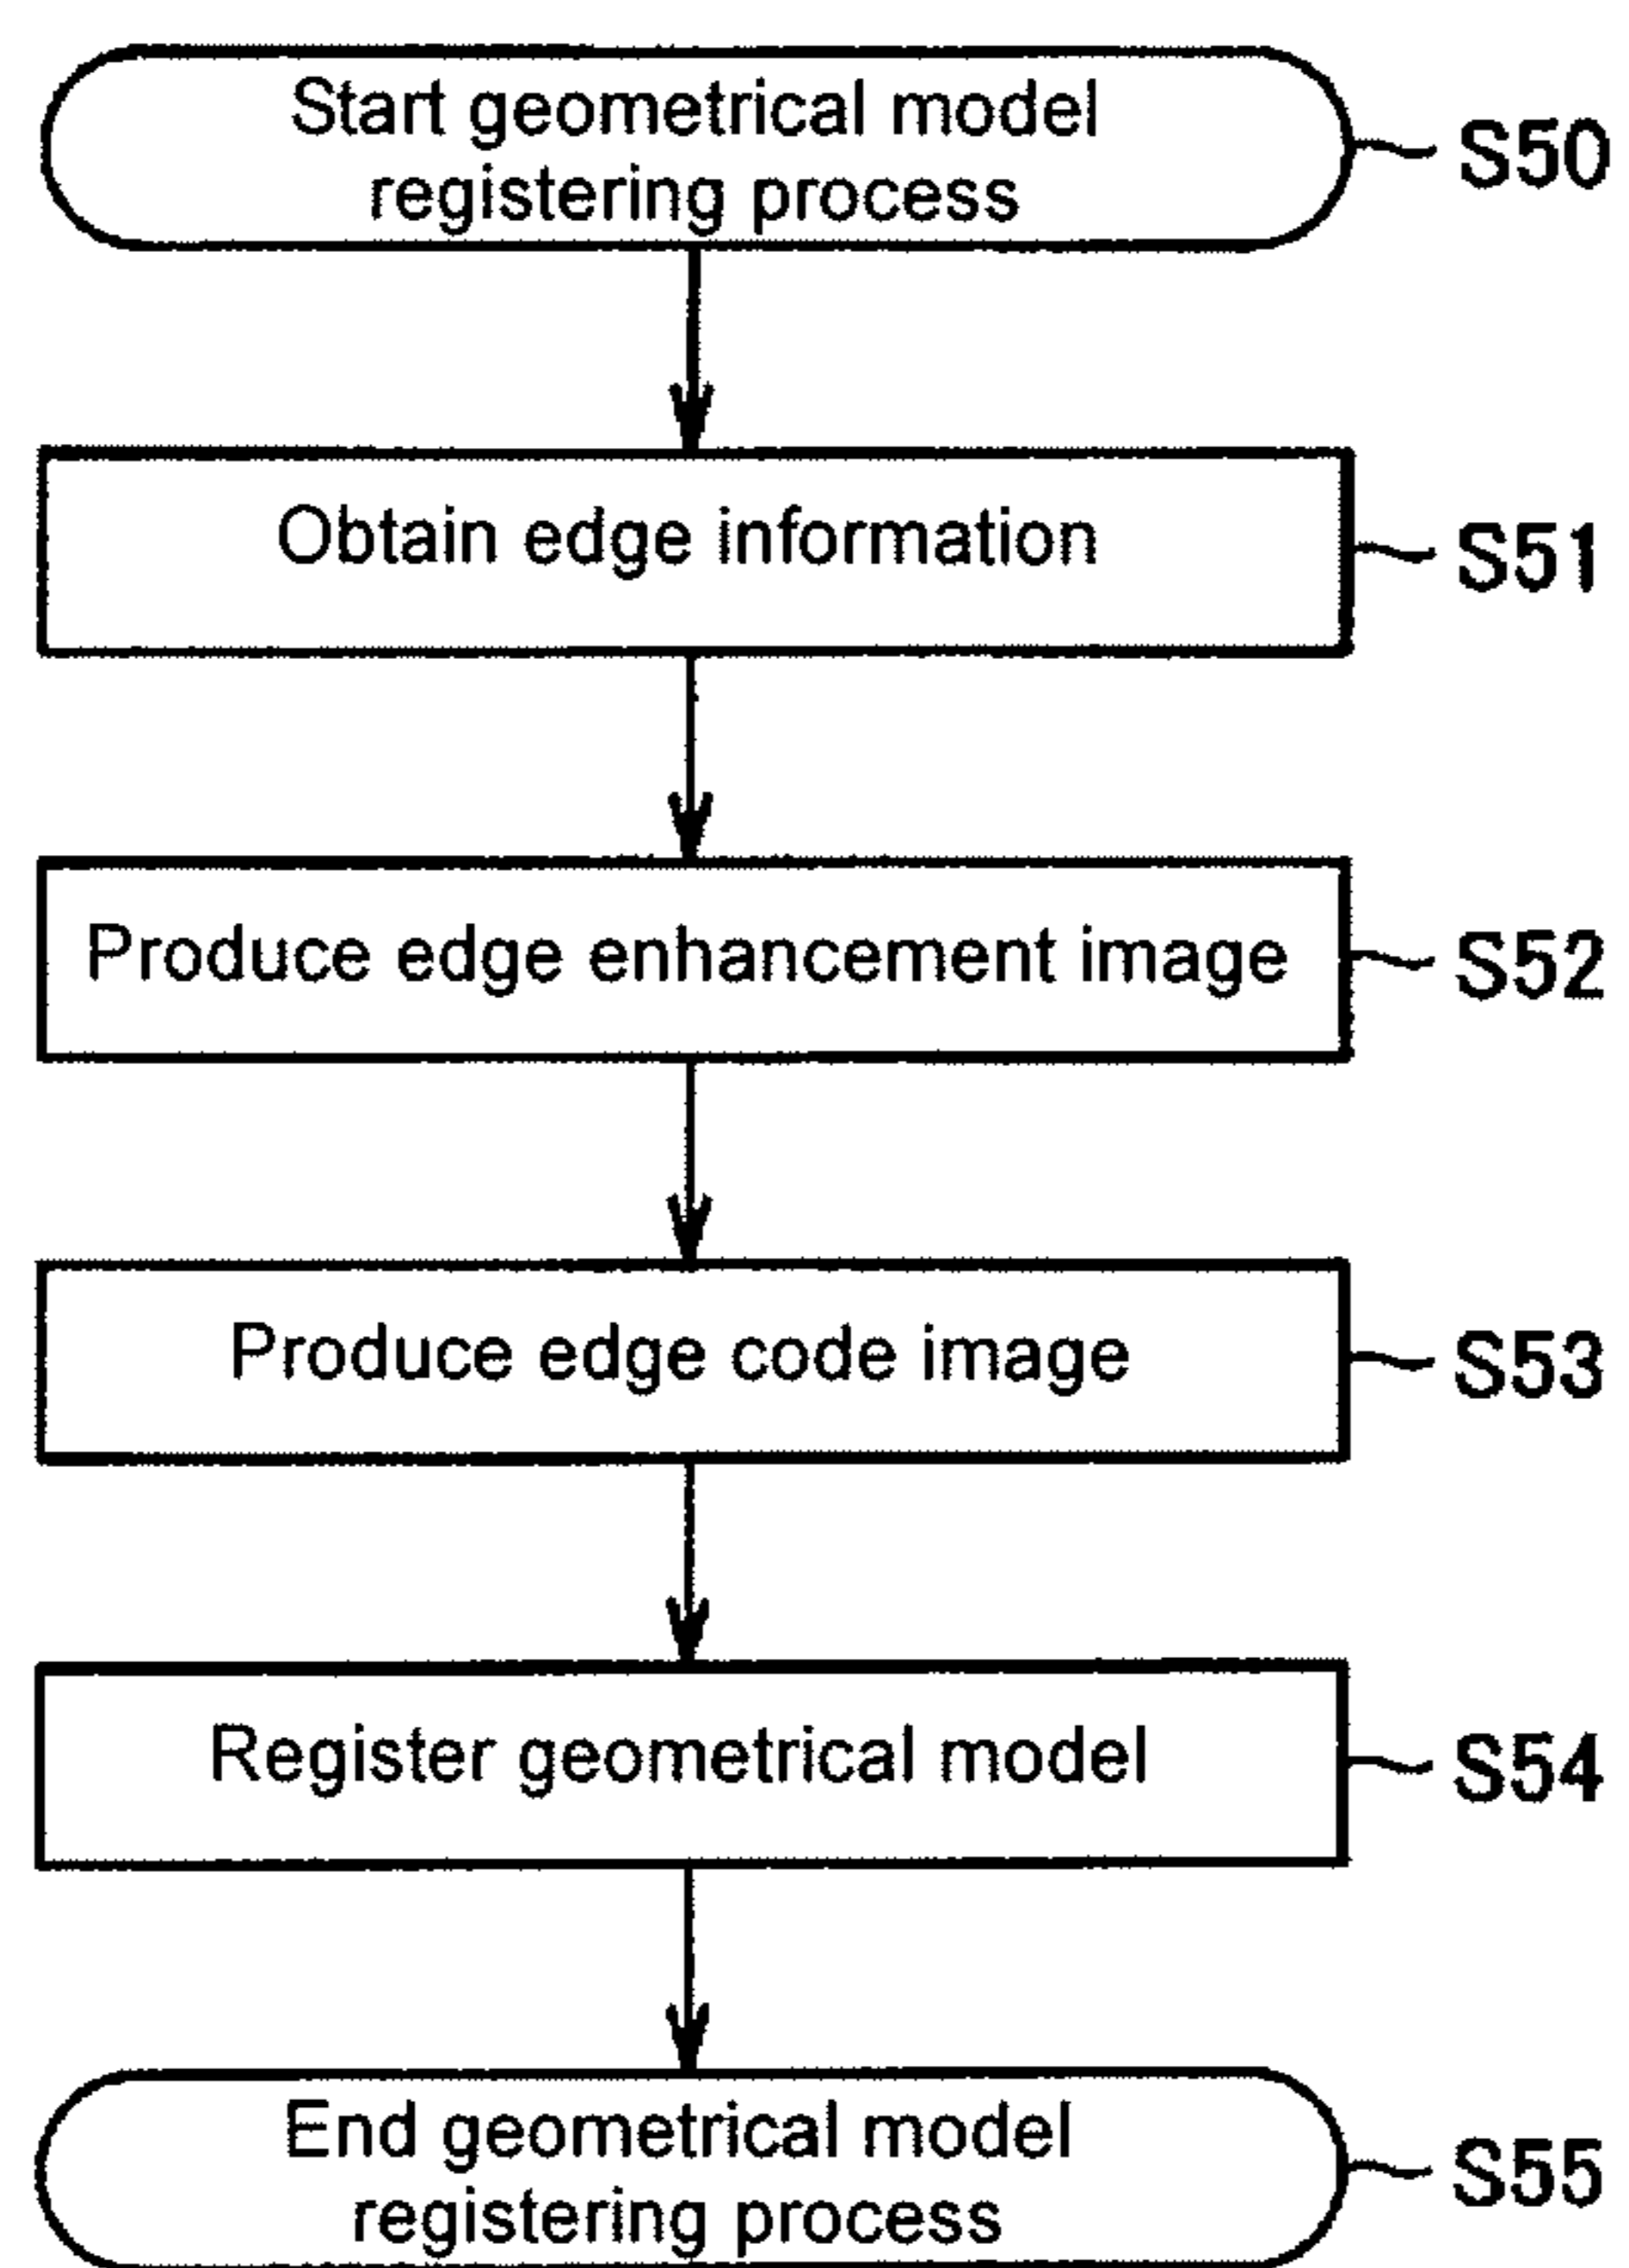 Start geometrical model
registering process
S50
Obtain edge information
S51
Produce edge enhancement image
S52
Produce edge code image
S53
Register geometrical model
S54
End geometrical model
registering process
S55